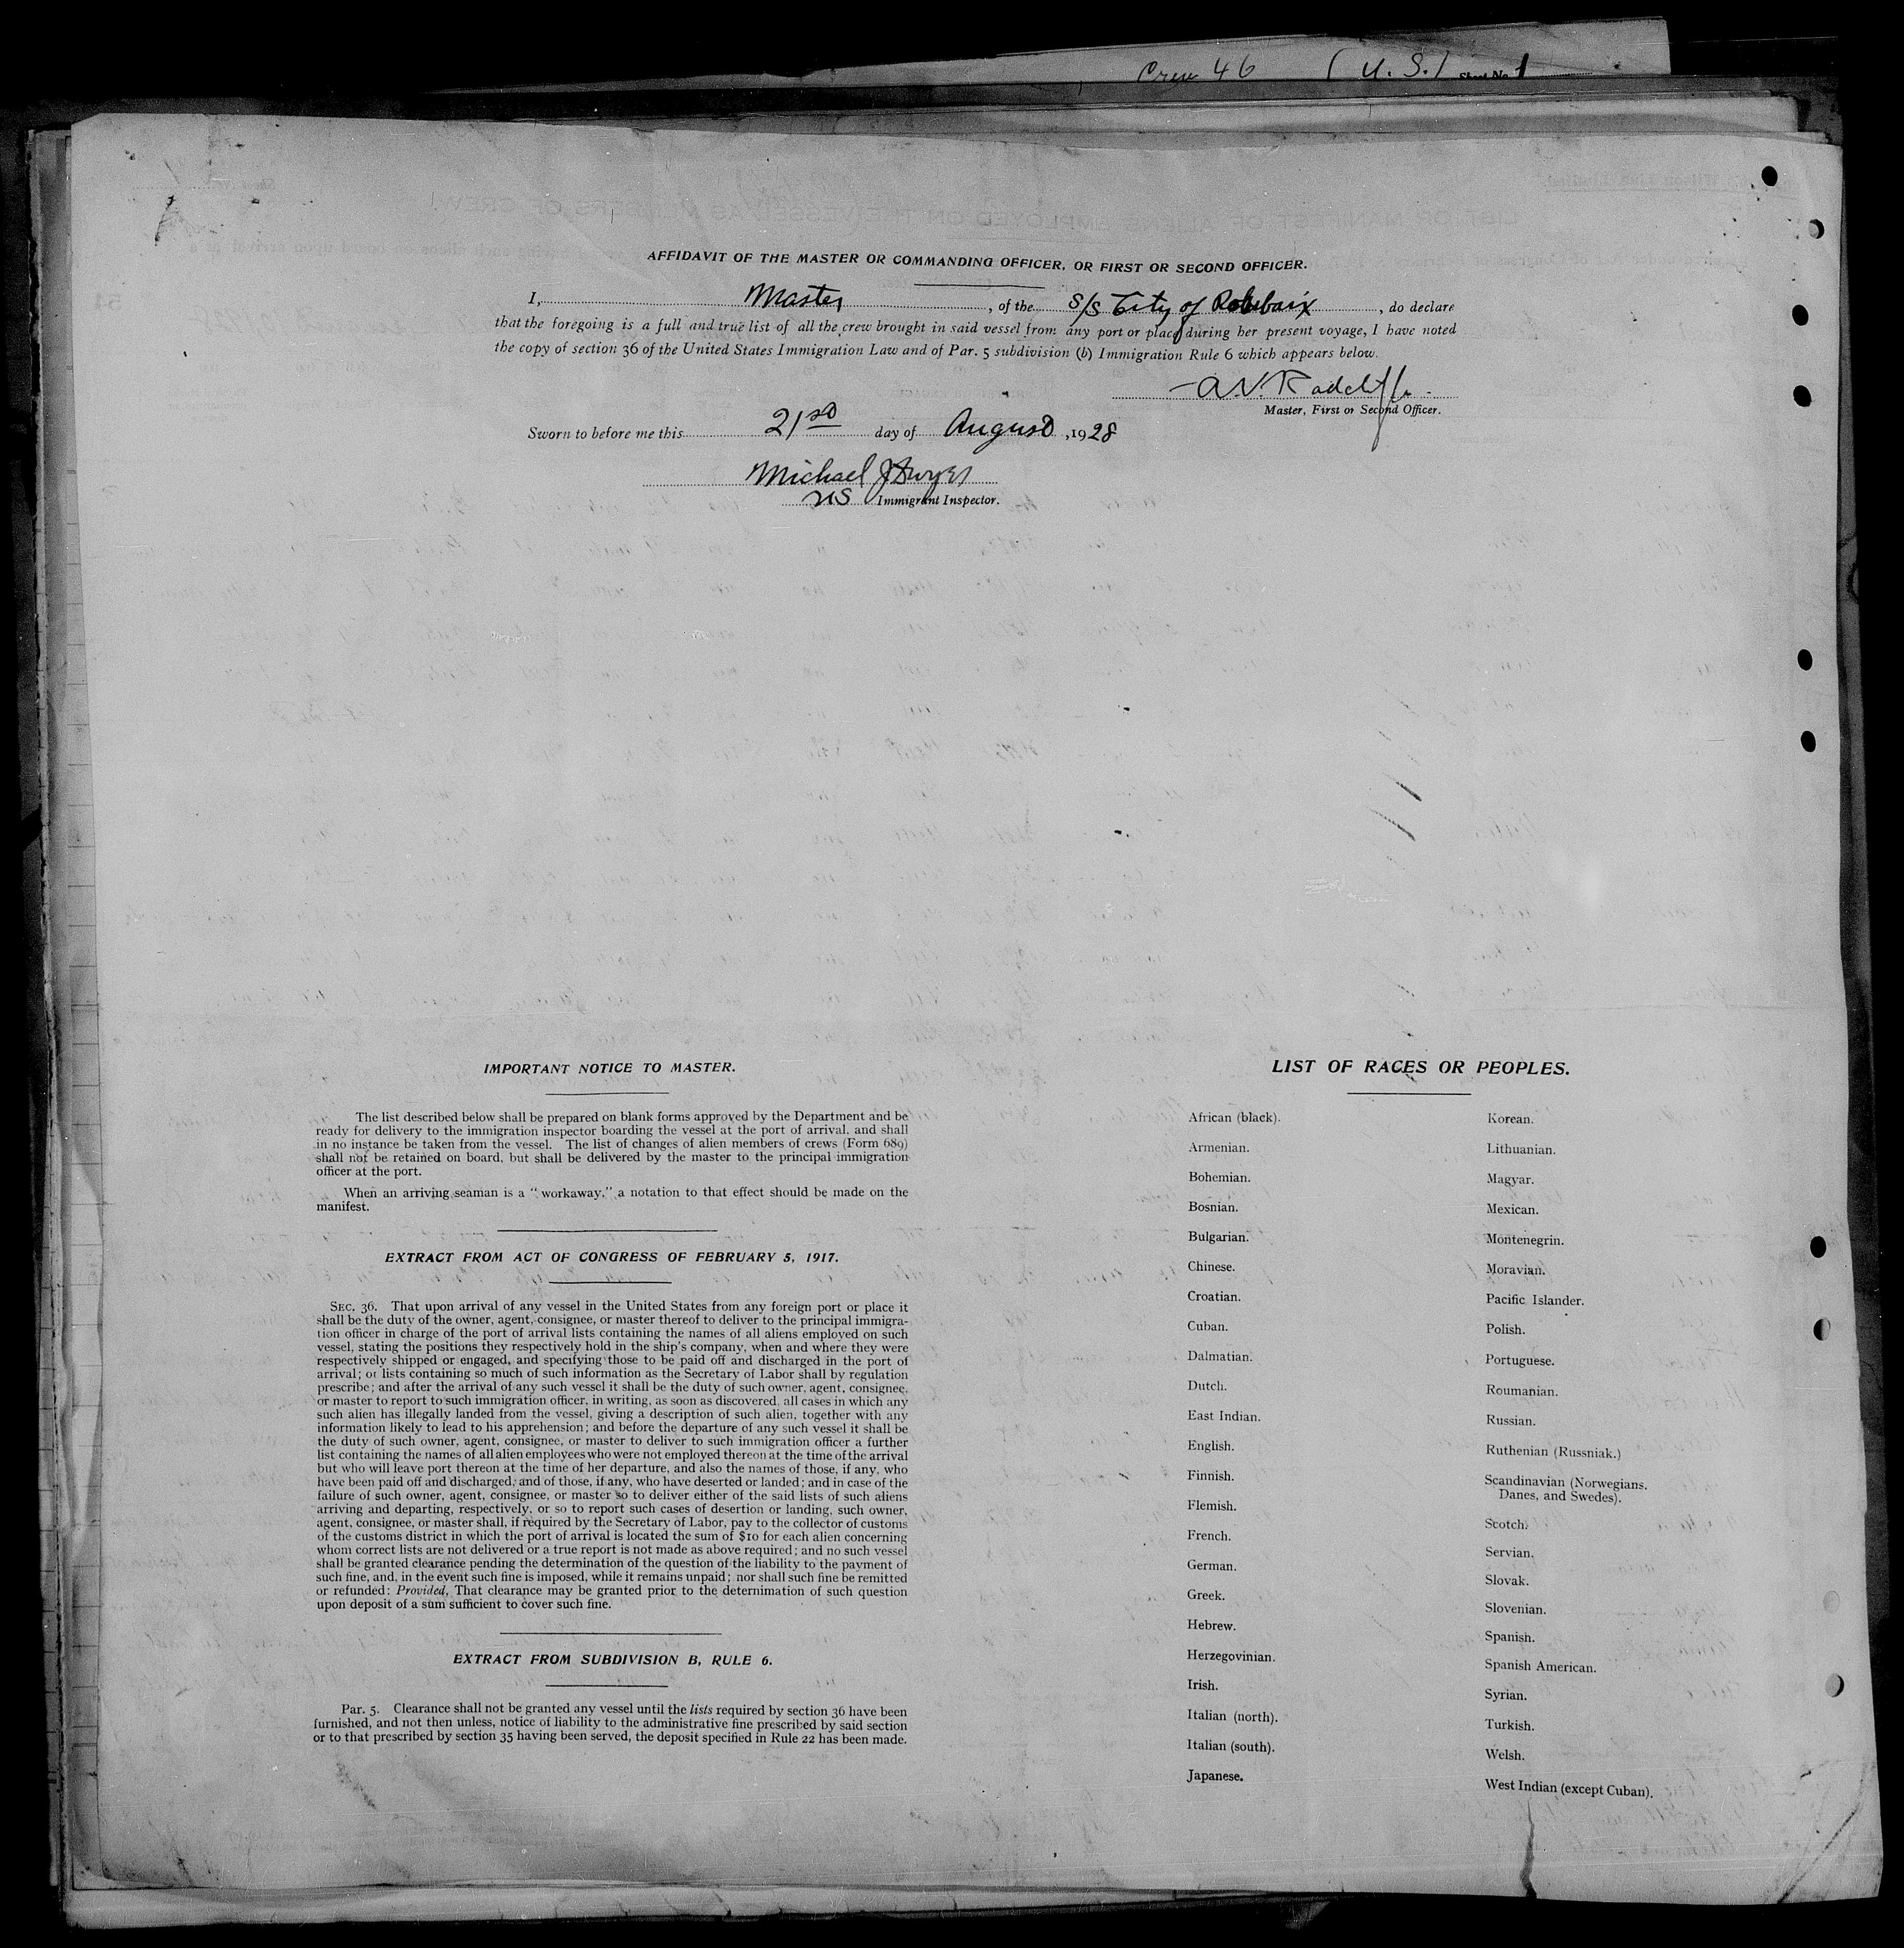 Crew 46 (U.S.) Sheet No. 1
AFFIDAVIT OF THE MASTER OR COMMANDING OFFICER, OR FIRST OR SECOND OFFICER.
I, Master, of the S/S City of Roubaix, do declare
that the foregoing is a full and true list of all the crew brought in said vessel from any port or place during her present voyage, I have noted
the copy of section 36 of the United States Immigration Law and of Par. 5 subdivision (b) Immigration Rule 6 which appears below.
A.V. Radcliffe
Master, First or Second Officer.
Sworn to before me this 21st day of August, 1928
Michael J Dwyer
US Immigrant Inspector.
IMPORTANT NOTICE TO MASTER.
The list described below shall be prepared on blank forms approved by the Department and be
ready for delivery to the immigration inspector boarding the vessel at the port of arrival, and shall
in no instance be taken from the vessel. The list of changes of alien members of crews (Form 689)
shall not be retained on board, but shall be delivered by the master to the principal immigration
officer at the port.
When an arriving seaman is a "workaway," a notation to that effect should be made on the
manifest.
EXTRACT FROM ACT OF CONGRESS OF FEBRUARY 5, 1917.
SEC. 36. That upon arrival of any vessel in the United States from any foreign port or place it
shall be the duty of the owner, agent, consignee, or master thereof to deliver to the principal immigra-
tion officer in charge of the port of arrival lists containing the names of all aliens employed on such
vessel, stating the positions they respectively hold in the ship's company, when and where they were
respectively shipped or engaged, and specifying those to be paid off and discharged in the port of
arrival; or lists containing so much of such information as the Secretary of Labor shall by regulation
prescribe; and after the arrival of any such vessel it shall be the duty of such owner, agent, consignee,
or master to report to such immigration officer, in writing, as soon as discovered, all cases in which any
such alien has illegally landed from the vessel, giving a description of such alien, together with any
information likely to lead to his apprehension; and before the departure of any such vessel it shall be
the duty of such owner, agent, consignee, or master to deliver to such immigration officer a further
list containing the names of all alien employees who were not employed thereon at the time of the arrival
but who will leave port thereon at the time of her departure, and also the names of those, if any, who
have been paid off and discharged, and of those, if any, who have deserted or landed; and in case of the
failure of such owner, agent, consignee, or master so to deliver either of the said lists of such aliens
arriving and departing, respectively, or so to report such cases of desertion or landing, such owner,
agent, consignee, or master shall, if required by the Secretary of Labor, pay to the collector of customs
of the customs district in which the port of arrival is located the sum of $10 for each alien concerning
whom correct lists are not delivered or a true report is not made as above required; and no such vessel
shall be granted clearance pending the determination of the question of the liability to the payment of
such fine, and, in the event such fine is imposed, while it remains unpaid; nor shall such fine be remitted
or refunded: Provided, That clearance may be granted prior to the deternimation of such question
upon deposit of a sum sufficient to cover such fine.
EXTRACT FROM SUBDIVISION B, RULE 6.
Par. 5. Clearance shall not be granted any vessel until the lists required by section 36 have been
furnished, and not then unless, notice of liability to the administrative fine prescribed by said section
or to that prescribed by section 35 having been served, the deposit specified in Rule 22 has been made.
LIST OF RACES OR PEOPLES.
African (black).
Armenian.
Bohemian.
Bosnian.
Bulgarian.
Chinese.
Croatian.
Cuban.
Dalmatian.
Dutch.
East Indian.
English.
Finnish.
Flemish.
French.
German.
Greek.
Hebrew.
Herzegovinian.
Irish.
Italian (north).
Italian (south).
Japanese.
Korean.
Lithuanian.
Magyar.
Mexican.
Montenegrin.
Moravian.
Pacific Islander.
Polish.
Portuguese.
Roumanian.
Russian.
Ruthenian (Russniak.)
Scandinavian (Norwegians.
Danes, and Swedes).
Scotch.
Servian.
Slovak.
Slovenian.
Spanish.
Spanish American.
Syrian.
Turkish.
Welsh.
West Indian (except Cuban).